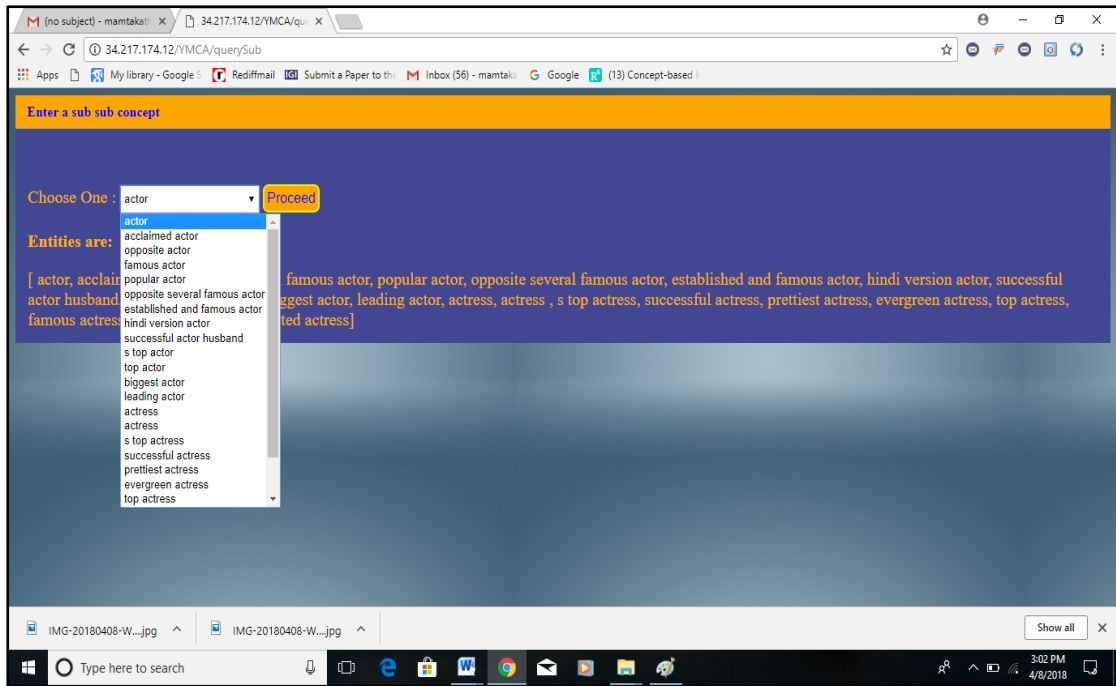 (no subject) - mamtakath
34.217.174.12/YMCA/que
34.217.174.12/YMCA/querySub
Apps
My library - Google S
Rediffmail
IGI
Submit a Paper to the
Inbox (56) - mamtaka
Google
R⁶
(13) Concept-based I
Enter a sub sub concept
Choose One :
actor
Proceed
actor
acclaimed actor
opposite actor
famous actor
popular actor
opposite several famous actor
established and famous actor
hindi version actor
successful actor husband
s top actor
top actor
biggest actor
leading actor
actress
actress
s top actress
successful actress
prettiest actress
evergreen actress
top actress
Entities are:
[ actor, acclaim famous actor, popular actor, opposite several famous actor, established and famous actor, hindi version actor, successful
actor husband ggest actor, leading actor, actress, actress , s top actress, successful actress, prettiest actress, evergreen actress, top actress,
famous actress ted actress]
IMG-20180408-W....jpg
IMG-20180408-W....jpg
Show all
Type here to search
3:02 PM
4/8/2018